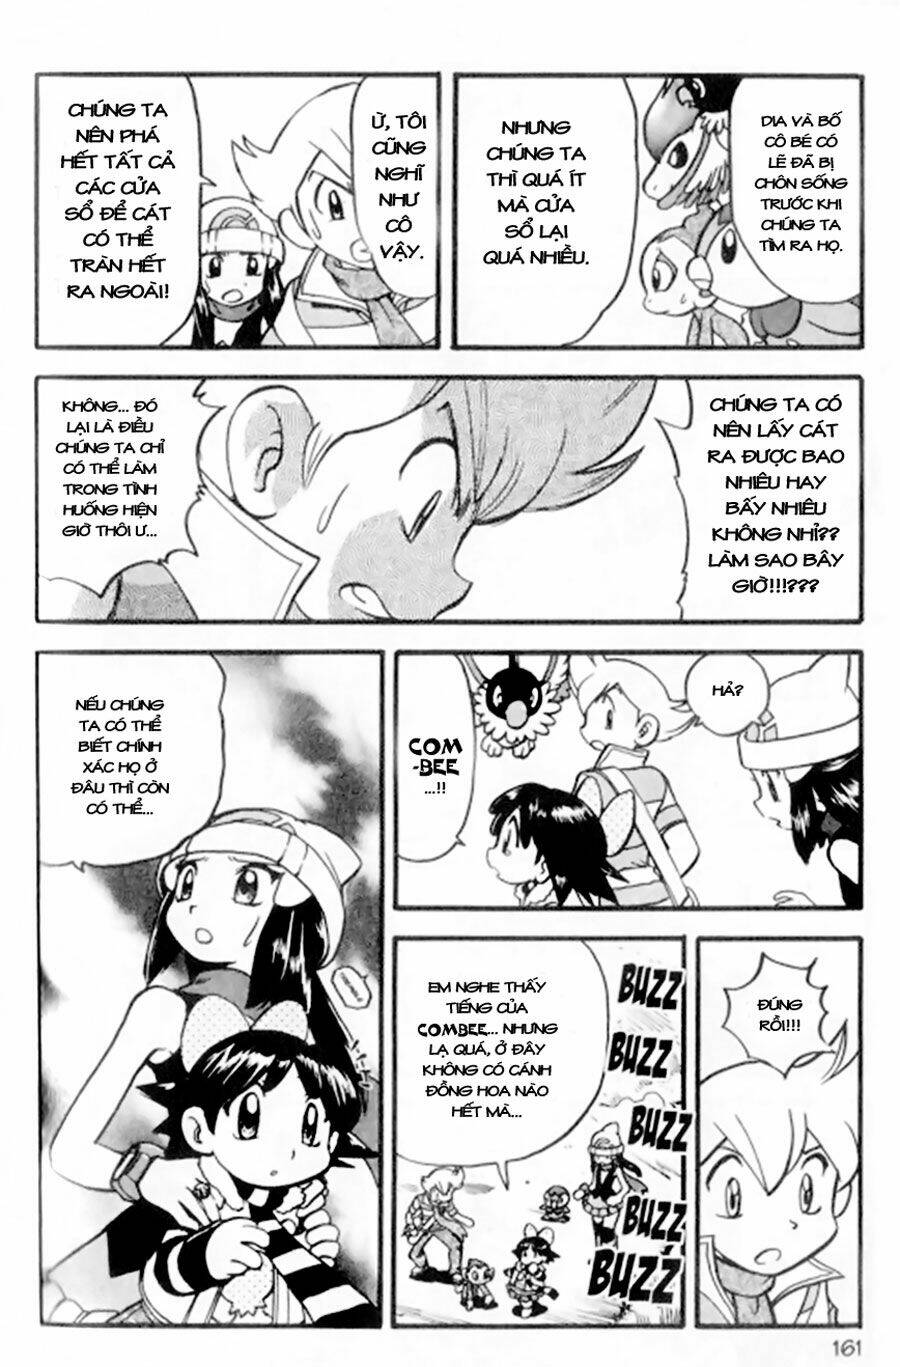 CHÚNG TA
NÊN PHÁ
HẾT TẤT CẢ
CÁC CỬA
SỔ ĐỂ CÁT
CÓ THỂ
TRÀN HẾT
RA NGOÀI!
Ừ, TÔI
CŨNG
NGHĨ
NHƯ
CÔ
VẬY.
NHƯNG
CHÚNG TA
THÌ QUÁ ÍT
MÀ CỬA
SỔ LẠI
QUÁ NHIỀU.
DIA VÀ BỐ
CÔ BÉ CÓ
LẼ ĐÃ BỊ
CHÔN SỐNG
TRƯỚC KHI
CHÚNG TA
TÌM RA HỌ.
KHÔNG... ĐÓ
LẠI LÀ ĐIỀU
CHÚNG TA CHỈ
CÓ THỂ LÀM
TRONG TÌNH
HUỐNG HIỆN
GIỜ THÔI Ư...
CHÚNG TA CÓ
NÊN LẤY CÁT
RA ĐƯỢC BAO
NHIÊU HAY
BẤY NHIÊU
KHÔNG NHỈ??
LÀM SAO BÂY
GIỜ!!!???
NẾU CHÚNG
TA CÓ THỂ
BIẾT CHÍNH
XÁC HỌ Ở
ĐÂU THÌ CÒN
CÓ THỂ...
COM
-BEE
...!!
HẢ?
EM NGHE THẤY
TIẾNG CỦA
COMBEE... NHƯNG
LẠ QUÁ, Ở ĐÂY
KHÔNG CÓ CÁNH
ĐỒNG HOA NÀO
HẾT MÀ...
BUZZ
BUZZ
BUZZ
BUZZ
BUZZ
ĐÚNG
RỒI!!!
161